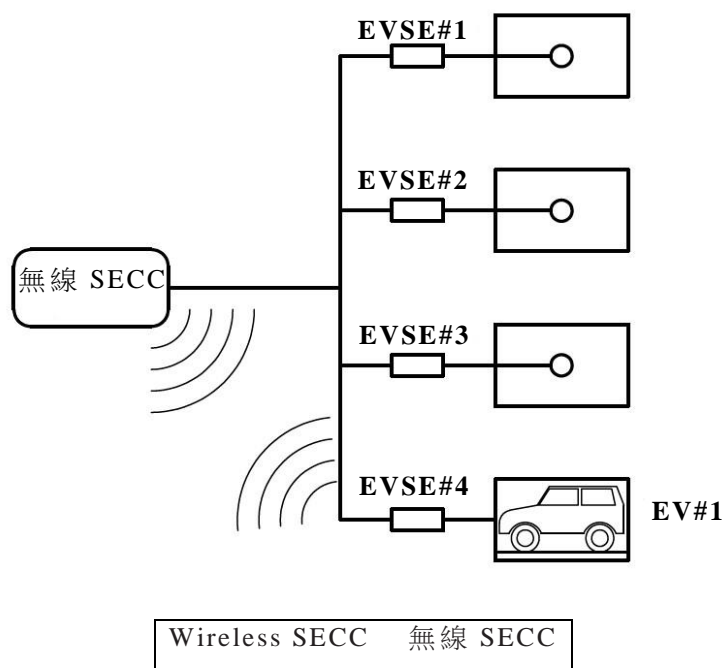 EVSE#1
EVSE#2
無線 SECC
EVSE#3
EVSE#4
EV#1
Wireless SECC 無線 SECC